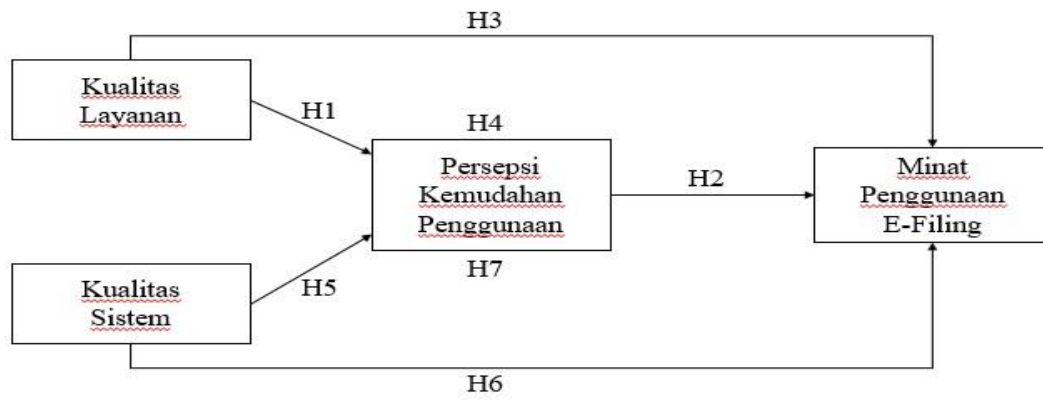 H3
Kualitas
Layanan
H1
H4
Persepsi
Kemudahan
Penggunaan
H7
H2
Minat
Penggunaan
E-Filing
Kualitas
Sistem
H5
H6